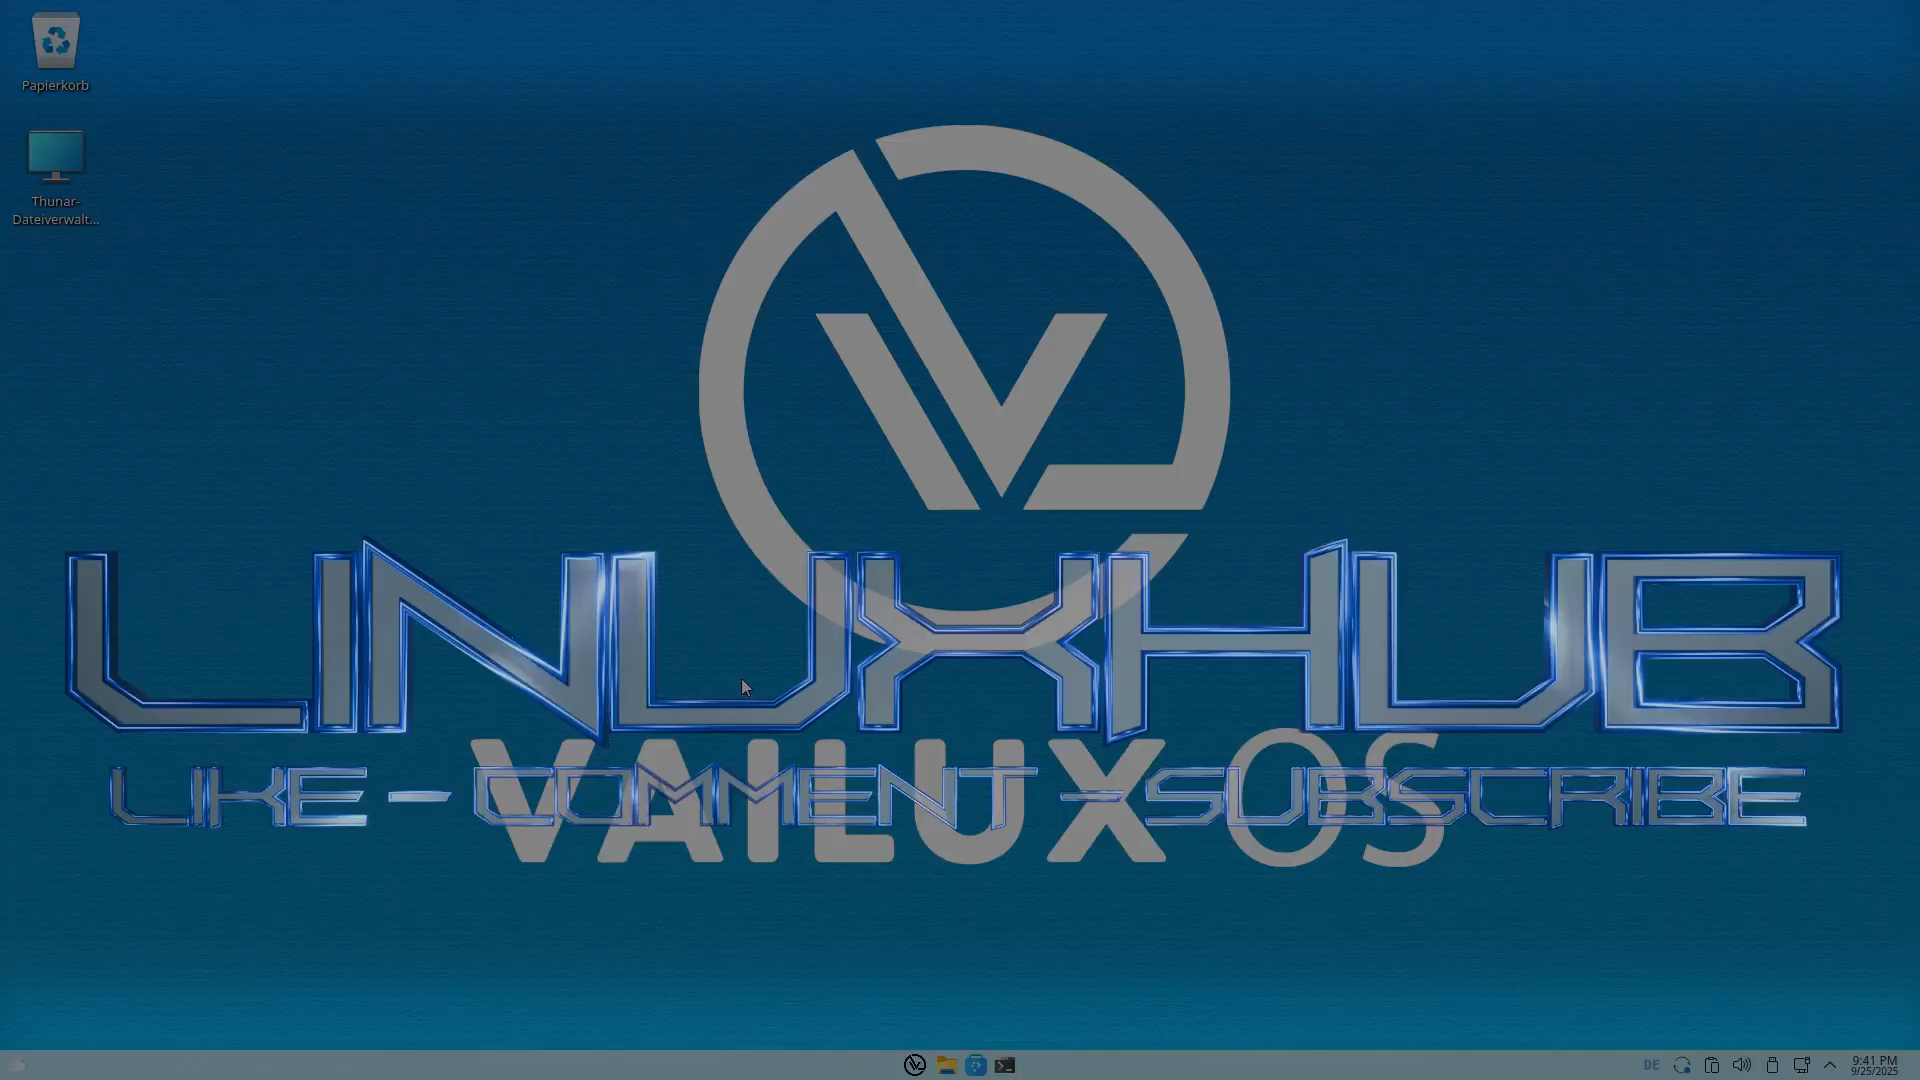 Papierkorb
Thunar-
Dateiverwalt...
LINUXHUB
LIKE - COMMENT - SUBSCRIBE
VAILUX OS
DE
9:41 PM
9/25/2025